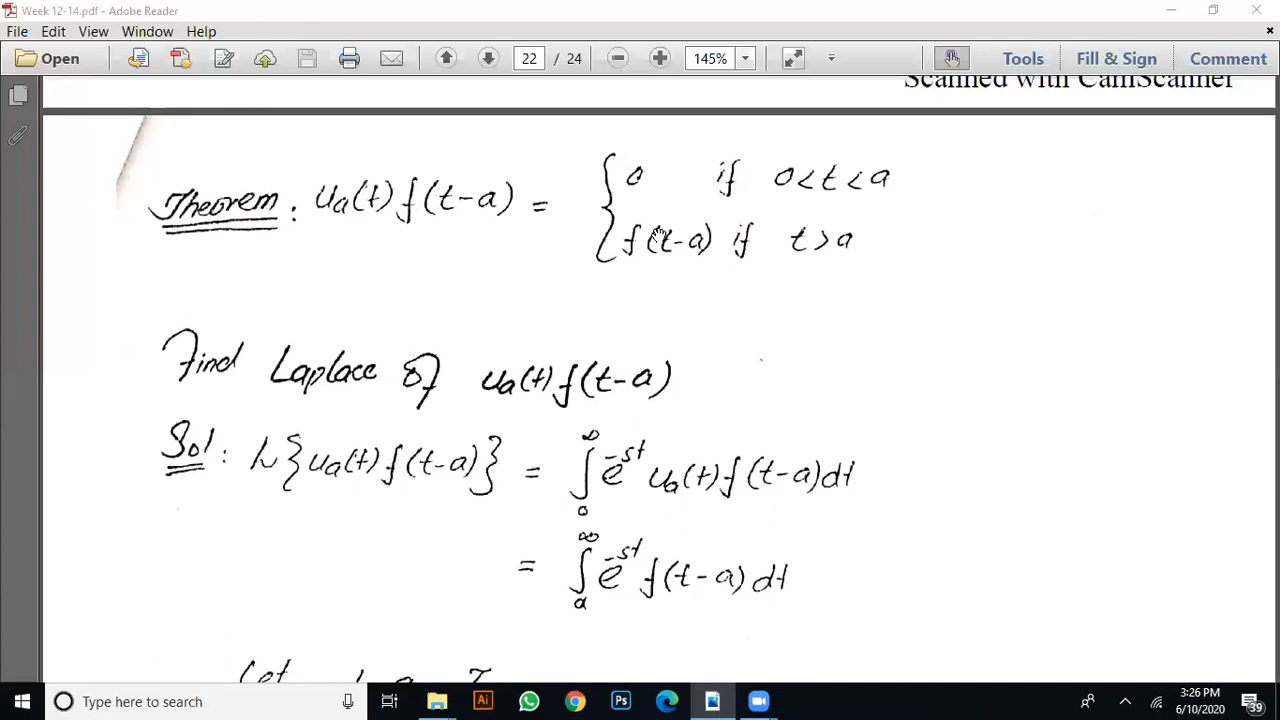 Week 12-14.pdf - Adobe Reader
File Edit View Window Help
Open 22 / 24 145% Tools Fill & Sign Comment
Scanned with CamScanner
Theorem : ua(t) f(t-a) = { 0 if 0<t<a
f(t-a) if t>a
Find Laplace of ua(t) f(t-a)
Sol : L{ua(t) f(t-a)} = ∫₀^∞ e^-st ua(t) f(t-a) dt
= ∫ₐ^∞ e^-st f(t-a) dt
Let
Type here to search
3:26 PM
6/10/2020
39